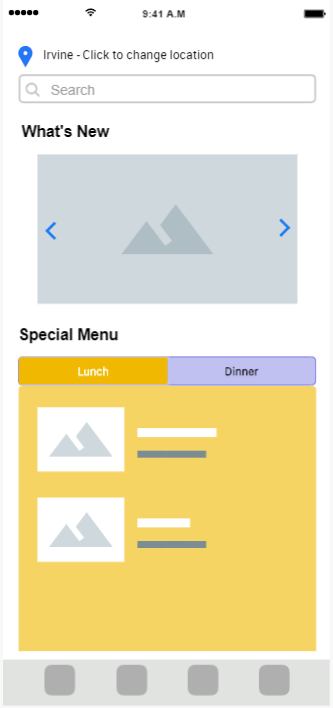 9:41 A.M
Irvine - Click to change location
Search
What's New
Special Menu
Lunch
Dinner